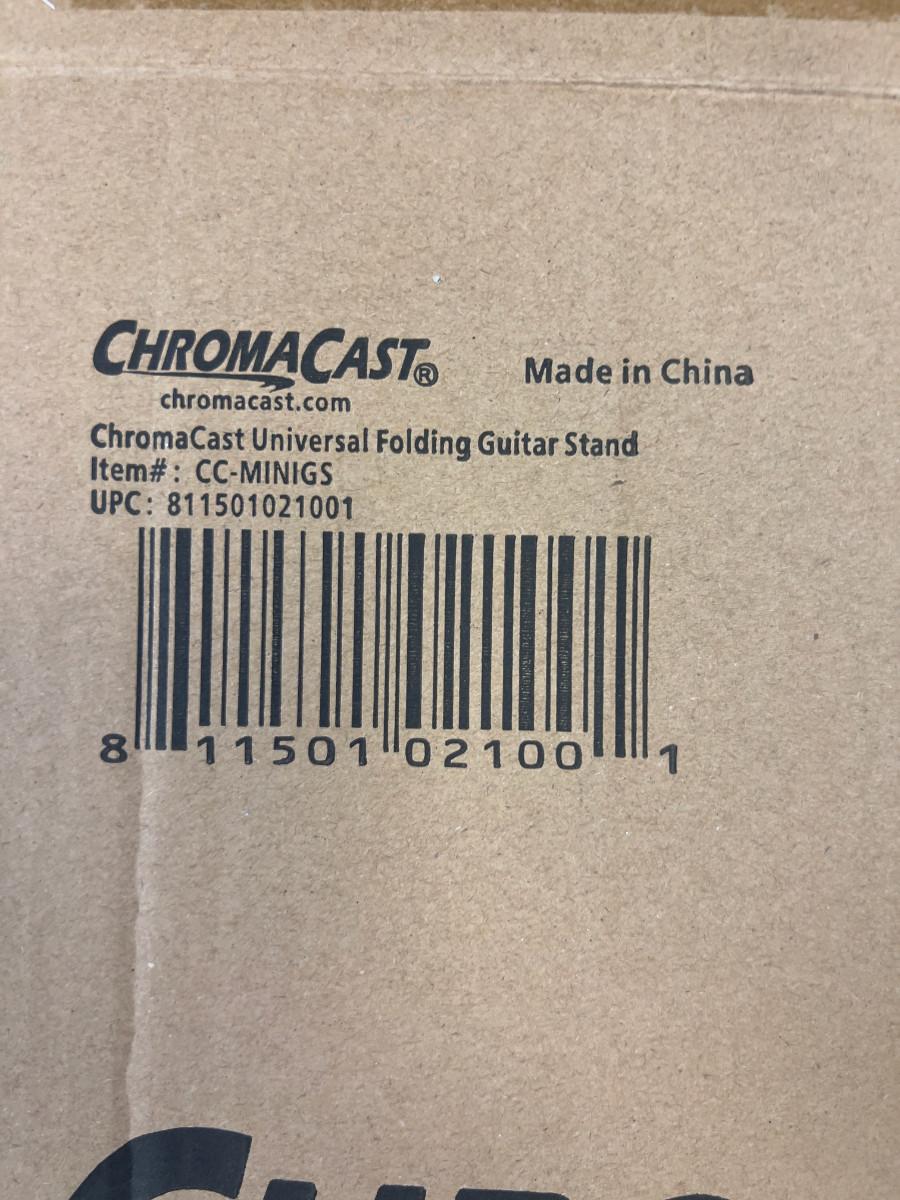 CHROMACAST® Made in China
chromacast.com
ChromaCast Universal Folding Guitar Stand
Item#: CC-MINIGS
UPC: 811501021001
8 11501 02100 1